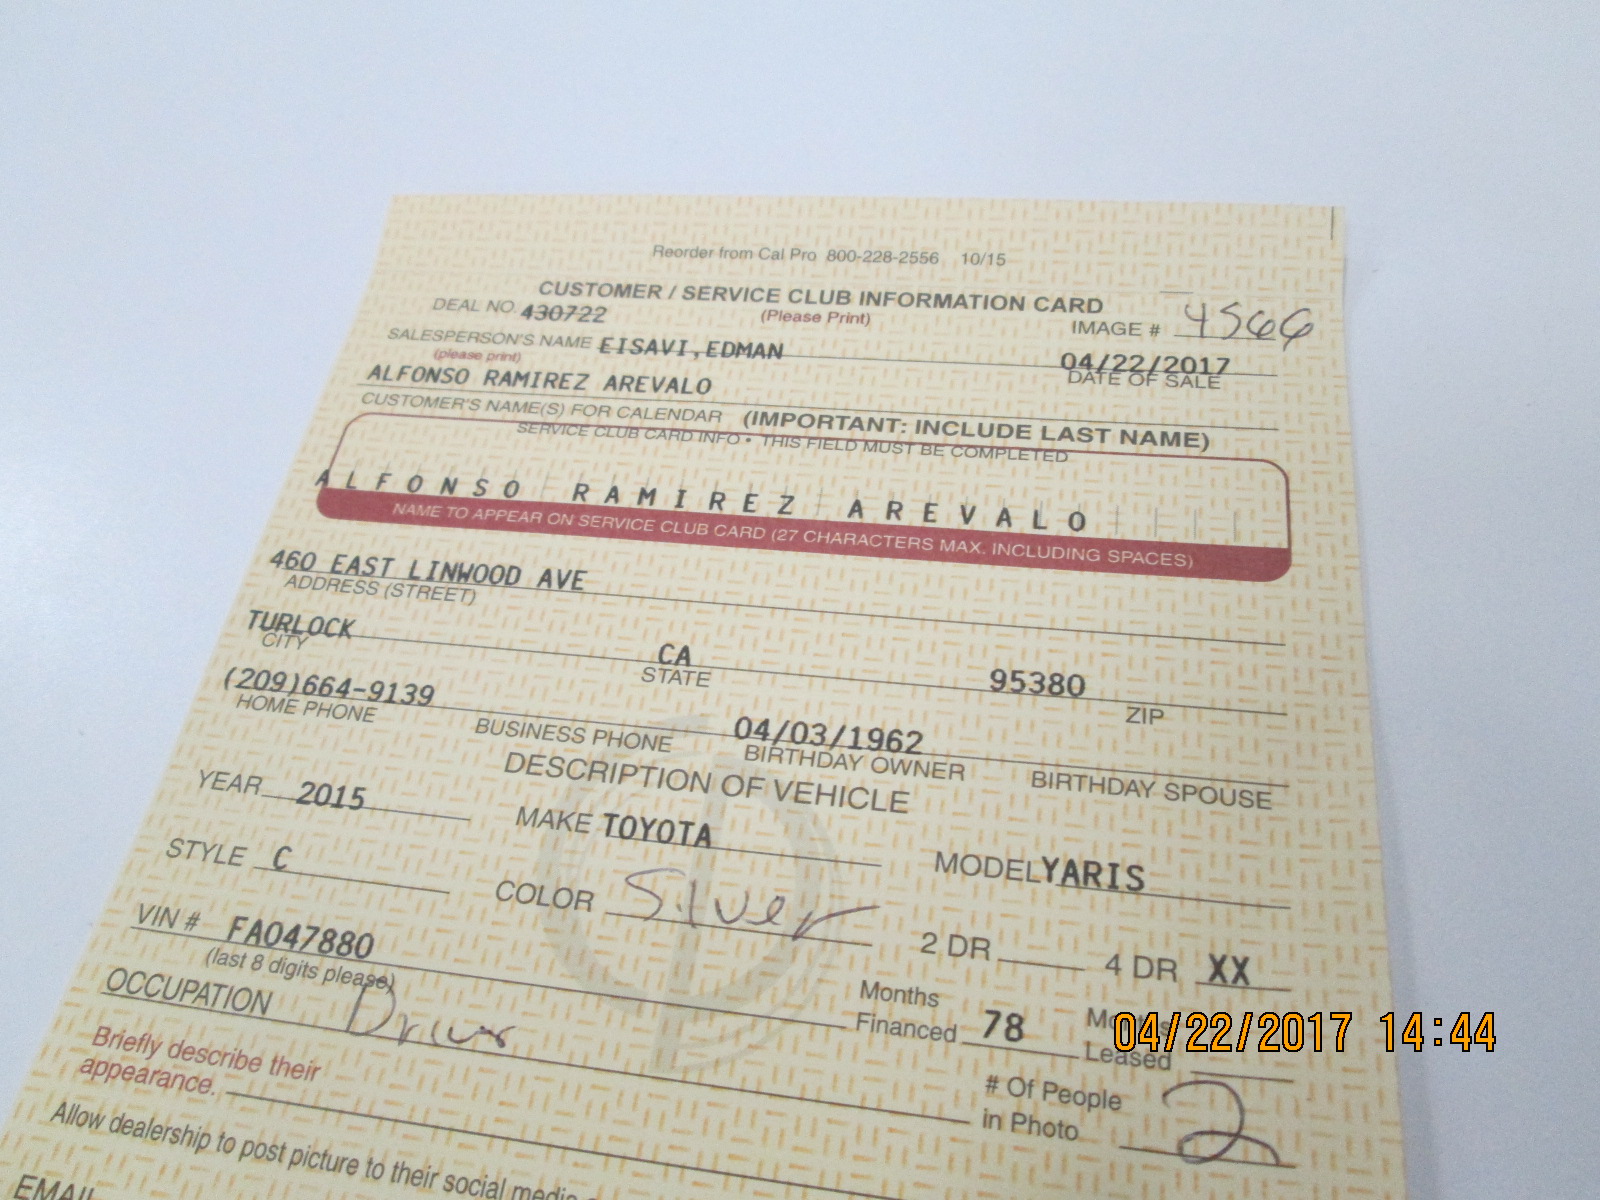 Reorder from Cal Pro 800-228-2556 10/15
CUSTOMER / SERVICE CLUB INFORMATION CARD
DEAL NO. 430722 (Please Print) IMAGE # 4566
SALESPERSON'S NAME EISAVI,EDMAN 04/22/2017
(please print) DATE OF SALE
ALFONSO RAMIREZ AREVALO
CUSTOMER'S NAME(S) FOR CALENDAR (IMPORTANT: INCLUDE LAST NAME)
SERVICE CLUB CARD INFO • THIS FIELD MUST BE COMPLETED
ALFONSO RAMIREZ AREVALO
NAME TO APPEAR ON SERVICE CLUB CARD (27 CHARACTERS MAX. INCLUDING SPACES)
460 EAST LINWOOD AVE
ADDRESS (STREET)
TURLOCK CA 95380
CITY STATE ZIP
(209)664-9139 04/03/1962
HOME PHONE BUSINESS PHONE BIRTHDAY OWNER BIRTHDAY SPOUSE
DESCRIPTION OF VEHICLE
YEAR 2015 MAKE TOYOTA MODEL YARIS
STYLE C COLOR Silver 2 DR 4 DR XX
VIN # FA047880
(last 8 digits please)
Months Financed 78 Months Leased
OCCUPATION Driver
04/22/2017 14:44
Briefly describe their appearance.
# Of People in Photo 2
Allow dealership to post picture to their social media
EMAIL